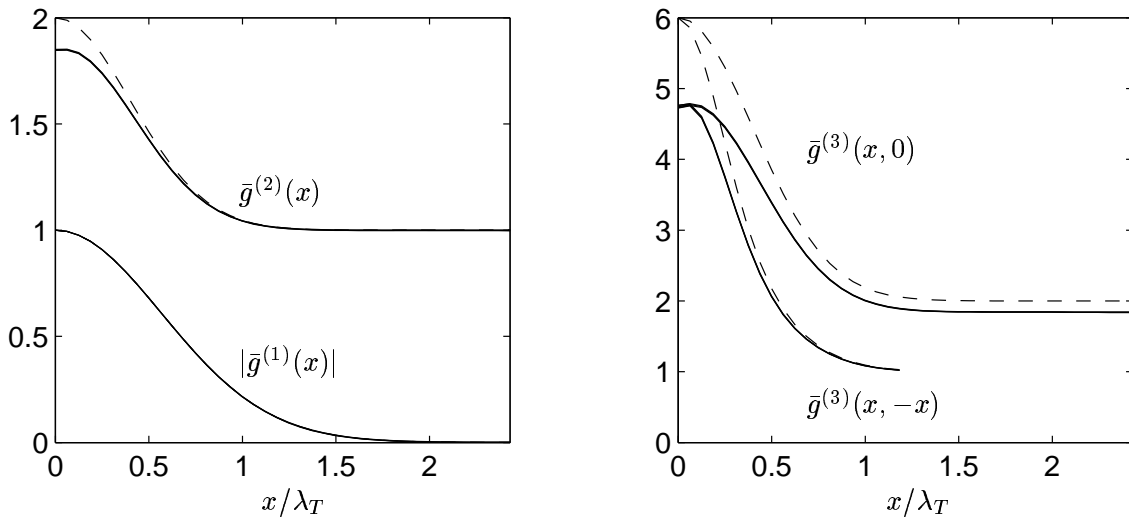 2
1.5
1
0.5
0
ḡ⁽²⁾(x)
|ḡ⁽¹⁾(x)|
0 0.5 1 1.5 2
x/λ_T
6
5
4
3
2
1
0
ḡ⁽³⁾(x, 0)
ḡ⁽³⁾(x, −x)
0 0.5 1 1.5 2
x/λ_T